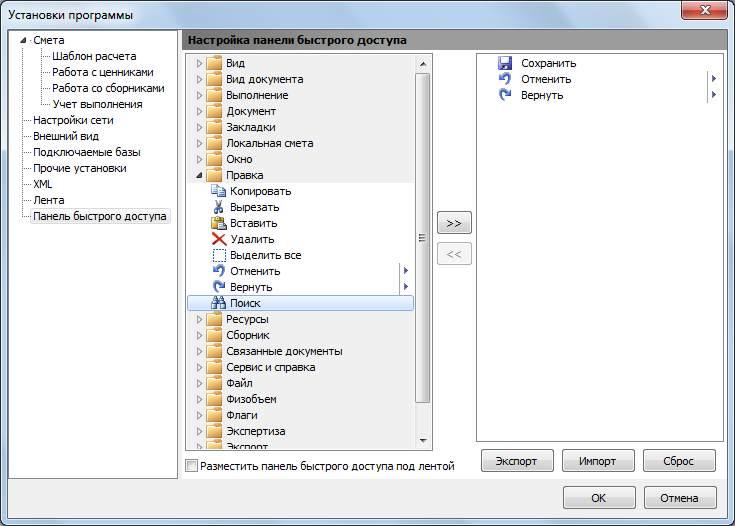 Установки программы
Смета
Шаблон расчета
Работа с ценниками
Работа со сборниками
Учет выполнения
Настройки сети
Внешний вид
Подключаемые базы
Прочие установки
XML
Лента
Панель быстрого доступа
Настройка панели быстрого доступа
Вид
Вид документа
Выполнение
Документ
Закладки
Локальная смета
Окно
Правка
Копировать
Вырезать
Вставить
Удалить
Выделить все
Отменить
Вернуть
Поиск
Ресурсы
Сборник
Связанные документы
Сервис и справка
Файл
Физобъем
Флаги
Экспертиза
Экспорт
>>
<<
Сохранить
Отменить
Вернуть
Разместить панель быстрого доступа под лентой
Экспорт
Импорт
Сброс
OK
Отмена